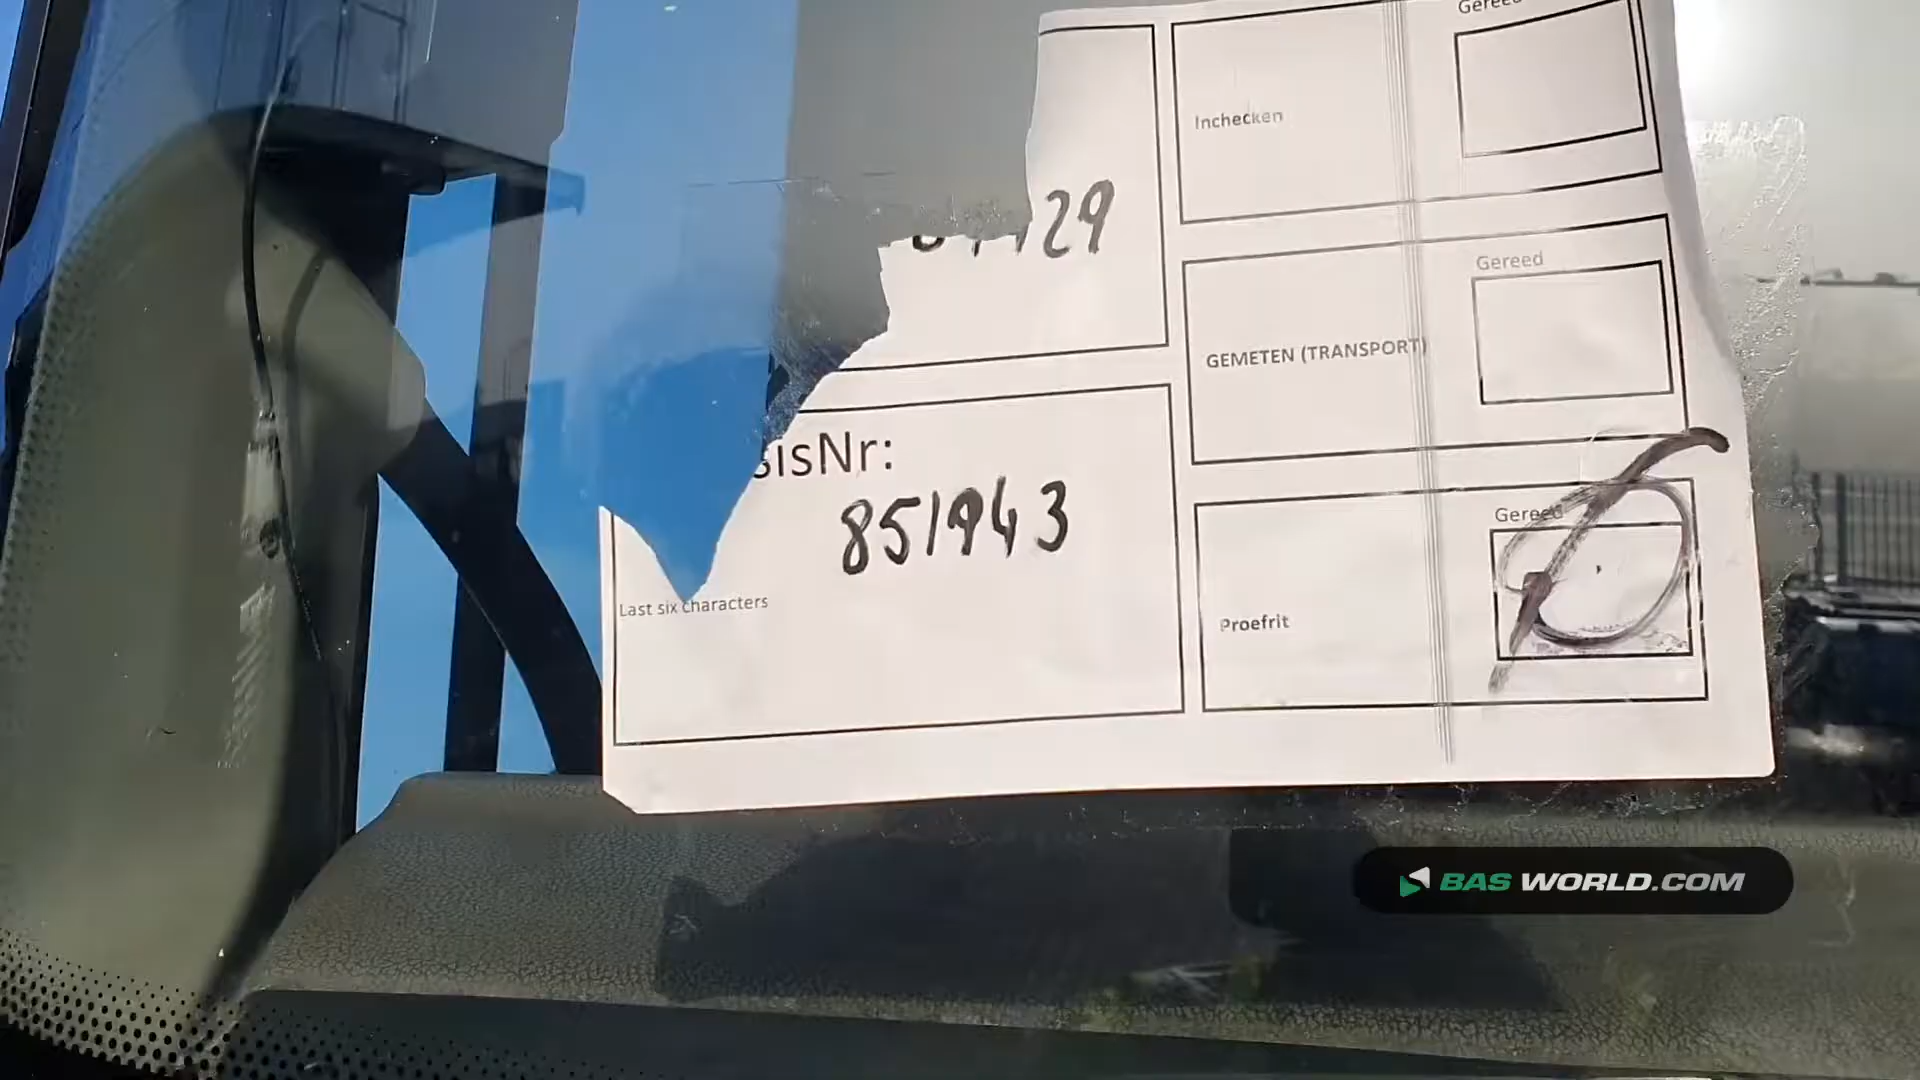 Gereed
Inchecken
29
Gereed
GEMETEN (TRANSPORT)
sisNr:
851943
Last six characters
Gereed
Proefrit
BAS WORLD.COM